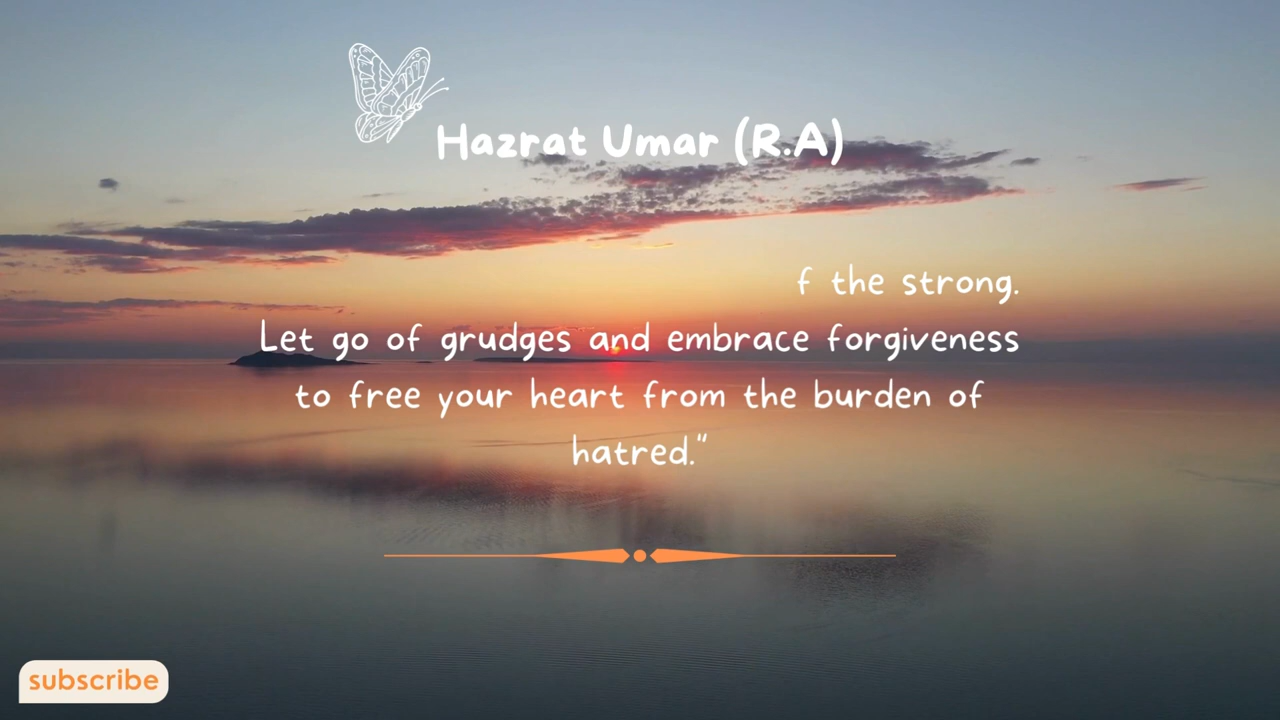 Hazrat Umar (R.A)
f the strong.
Let go of grudges and embrace forgiveness
to free your heart from the burden of
hatred."
subscribe